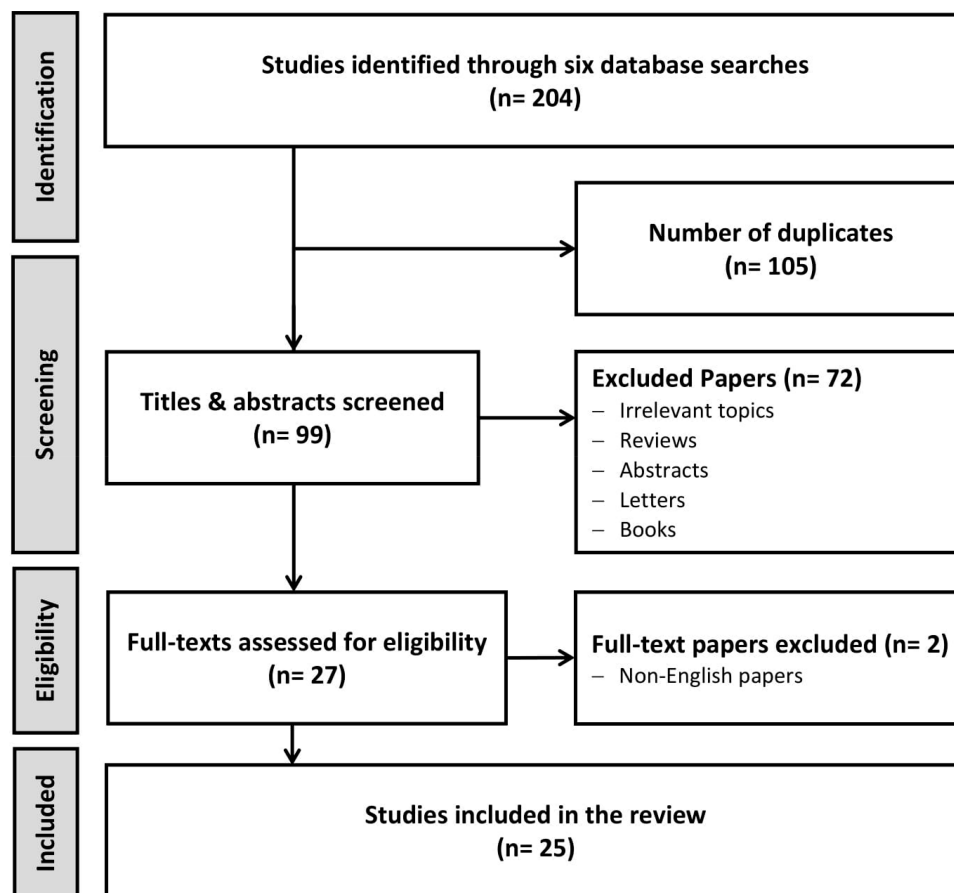 Identification
Studies identified through six database searches
(n= 204)
Number of duplicates
(n= 105)
Screening
Titles & abstracts screened
(n= 99)
Excluded Papers (n= 72)
– Irrelevant topics
– Reviews
– Abstracts
– Letters
– Books
Eligibility
Full-texts assessed for eligibility
(n= 27)
Full-text papers excluded (n= 2)
– Non-English papers
Included
Studies included in the review
(n= 25)